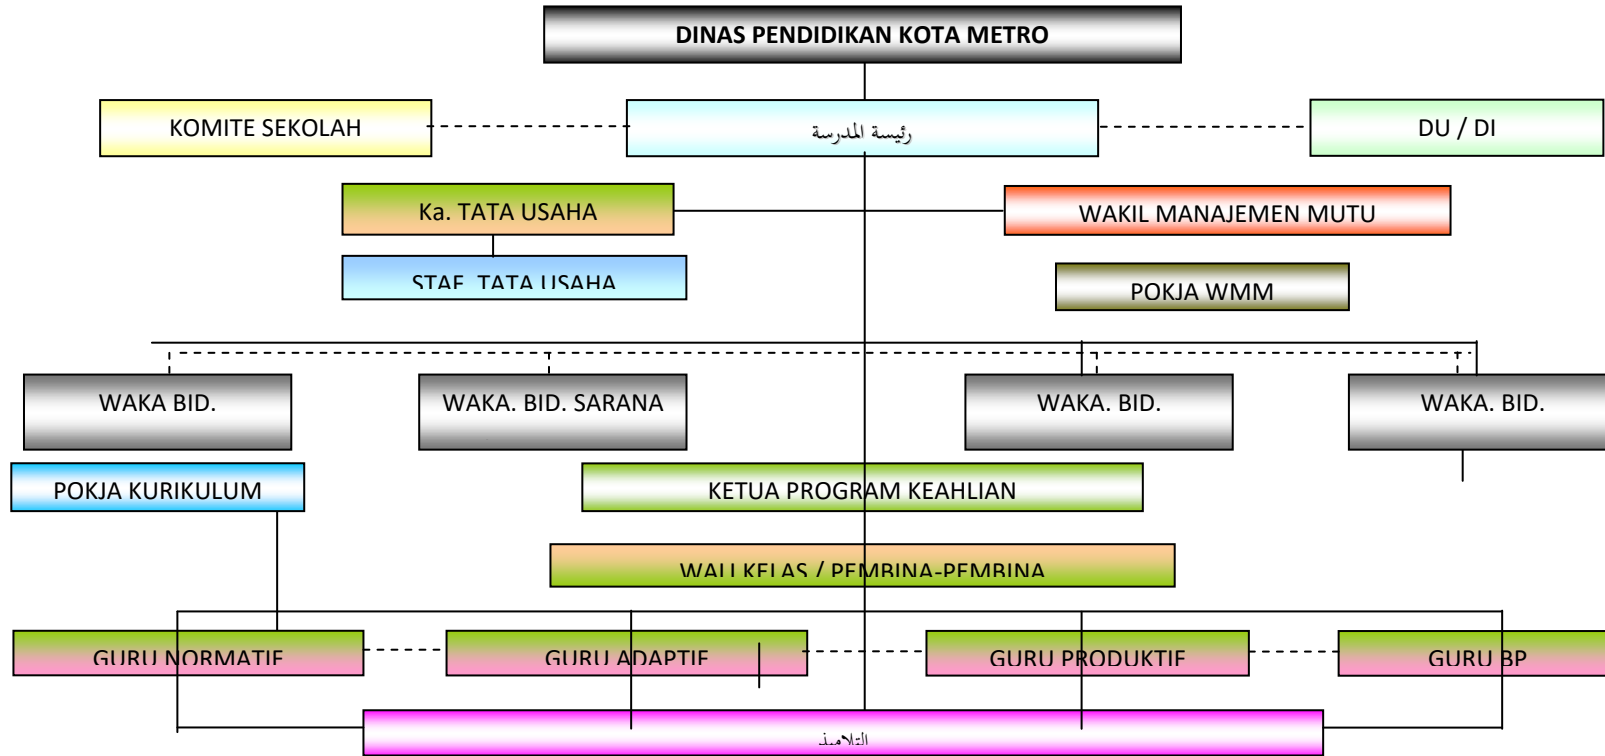 DINAS PENDIDIKAN KOTA METRO
KOMITE SEKOLAH
رئيسة المدرسة
DU / DI
Ka. TATA USAHA
WAKIL MANAJEMEN MUTU
STAF TATA USAHA
POKJA WMM
WAKA BID.
WAKA. BID. SARANA
WAKA. BID.
WAKA. BID.
POKJA KURIKULUM
KETUA PROGRAM KEAHLIAN
WALI KELAS / PEMBINA-PEMBINA
GURU NORMATIF
GURU ADAPTIF
GURU PRODUKTIF
GURU BP
التلاميذ